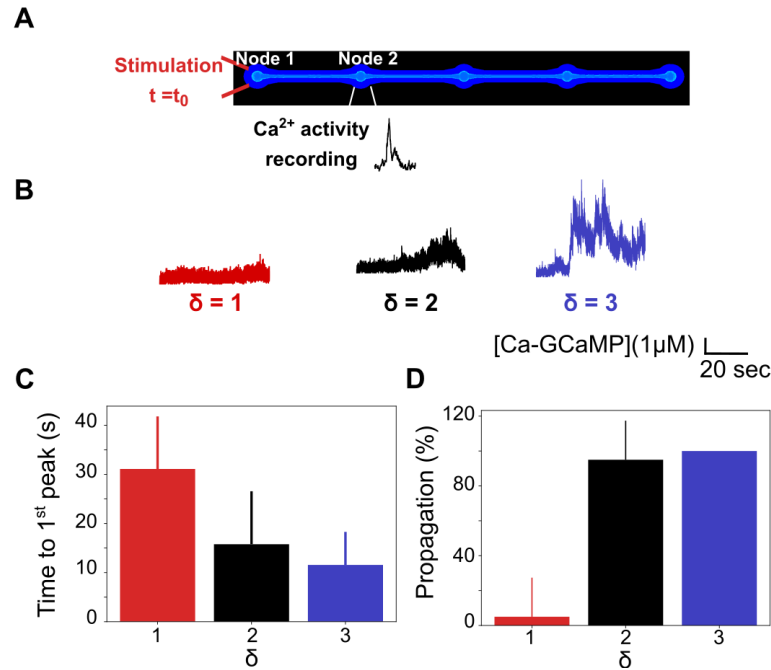 A
Node 1 Node 2
Stimulation
t =t₀
Ca²⁺ activity
recording
B
δ = 1 δ = 2 δ = 3
[Ca-GCaMP](1μM)
20 sec
C
Time to 1ˢᵗ peak (s)
40
30
20
10
0
1 2 3
δ
D
Propagation (%)
120
80
40
0
1 2 3
δ